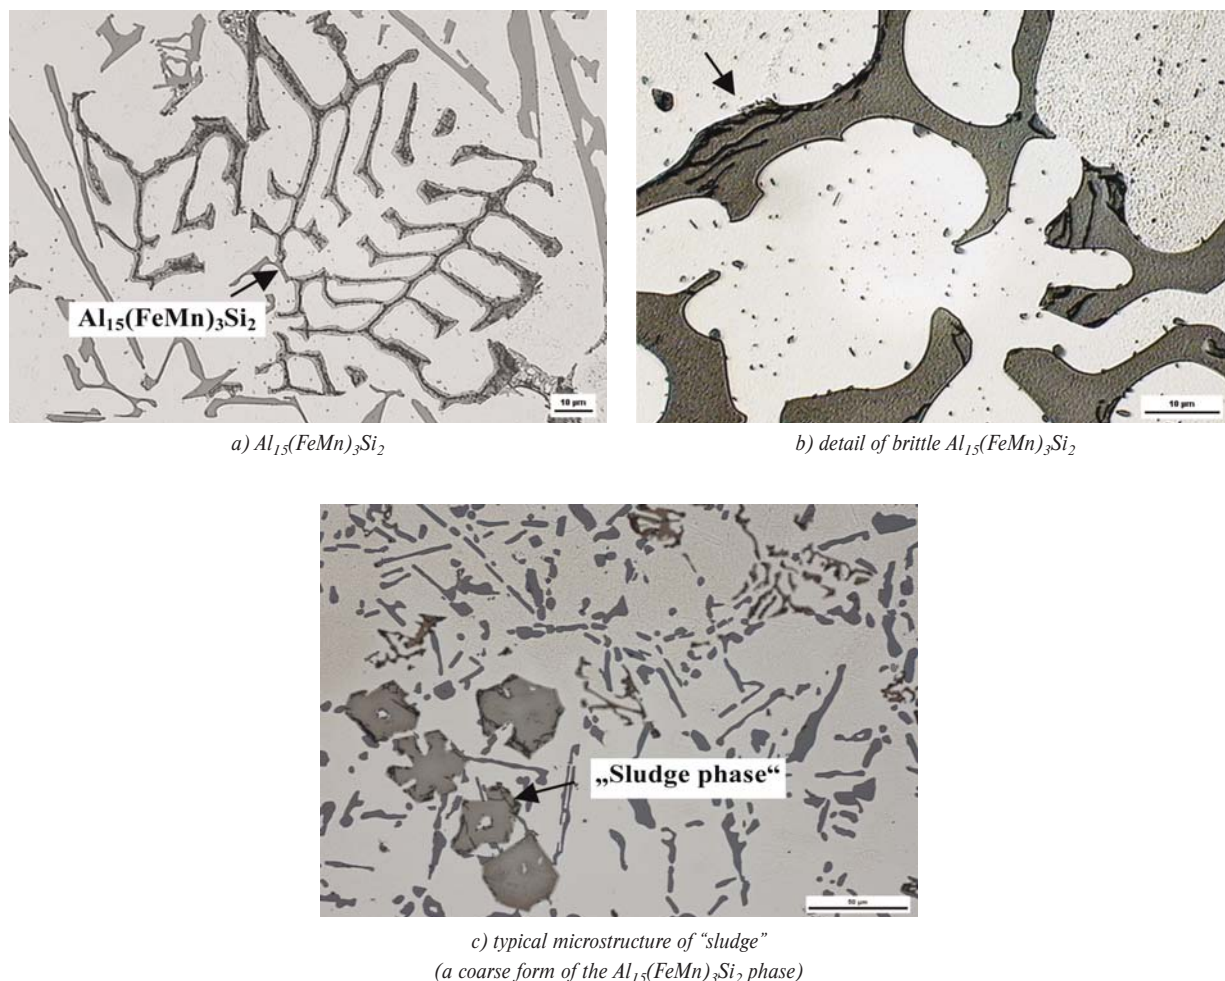 Al₁₅(FeMn)₃Si₂
10 µm
10 µm
a) Al₁₅(FeMn)₃Si₂
b) detail of brittle Al₁₅(FeMn)₃Si₂
„Sludge phase“
50 µm
c) typical microstructure of “sludge”
(a coarse form of the Al₁₅(FeMn)₃Si₂ phase)